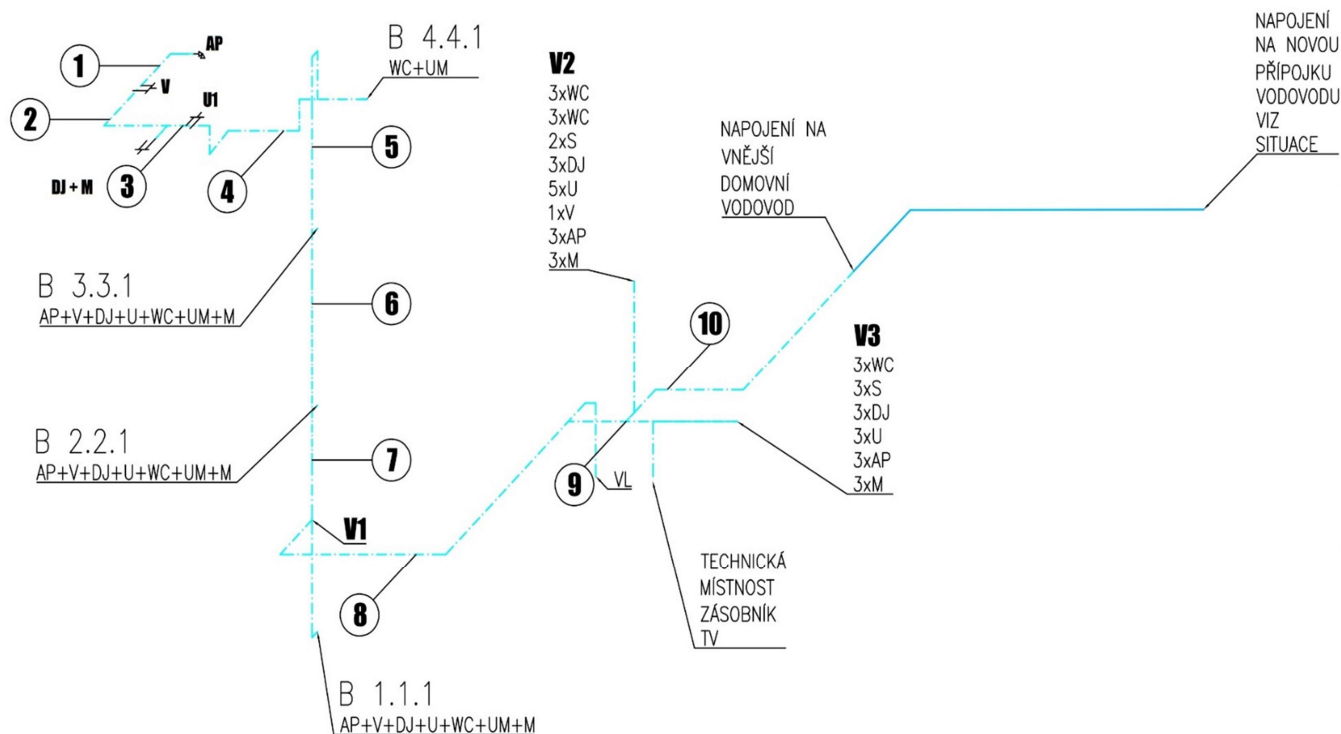 AP
1
V
2
U1
DJ + M
3
4
B 4.4.1
WC+UM
5
B 3.3.1
AP+V+DJ+U+WC+UM+M
6
B 2.2.1
AP+V+DJ+U+WC+UM+M
7
V1
8
B 1.1.1
AP+V+DJ+U+WC+UM+M
V2
3xWC
3xWC
2xS
3xDJ
5xU
1xV
3xAP
3xM
9
VL
10
TECHNICKÁ
MÍSTNOST
ZÁSOBNÍK
TV
NAPOJENÍ NA
VNĚJŠÍ
DOMOVNÍ
VODOVOD
V3
3xWC
3xS
3xDJ
3xU
3xAP
3xM
NAPOJENÍ
NA NOVOU
PŘÍPOJKU
VODOVODU
VIZ
SITUACE